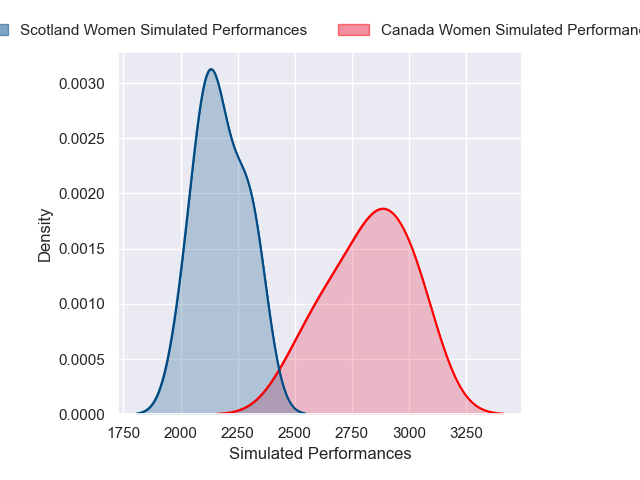 Scotland Women Simulated Performances
Canada Women Simulated
0.0030
0.0025
0.0020
0.0015
0.0010
0.0005
0.0000
Density
1750 2000 2250 2500 2750 3000 3250
Simulated Performances